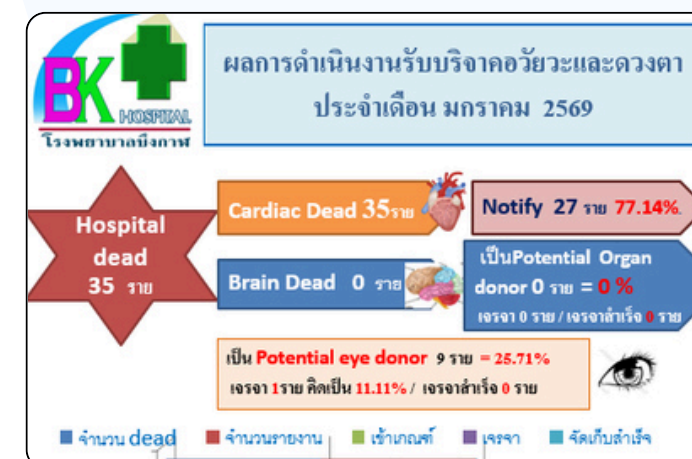 BK
HOSPITAL
โรงพยาบาลบึงกาฬ
ผลการดำเนินงานรับบริจาคอวัยวะและดวงตา
ประจำเดือน มกราคม 2569
Hospital
dead
35 ราย
Cardiac Dead 35ราย
Notify 27 ราย 77.14%.
Brain Dead 0 ราย
เป็นPotential Organ
donor 0 ราย = 0 %
เจรจา 0 ราย / เจรจาสำเร็จ 0 ราย
เป็น Potential eye donor 9 ราย = 25.71%
เจรจา 1ราย คิดเป็น 11.11% / เจรจาสำเร็จ 0 ราย
จำนวน dead จำนวนรายงาน เข้าเกณฑ์ เจรจา จัดเก็บสำเร็จ